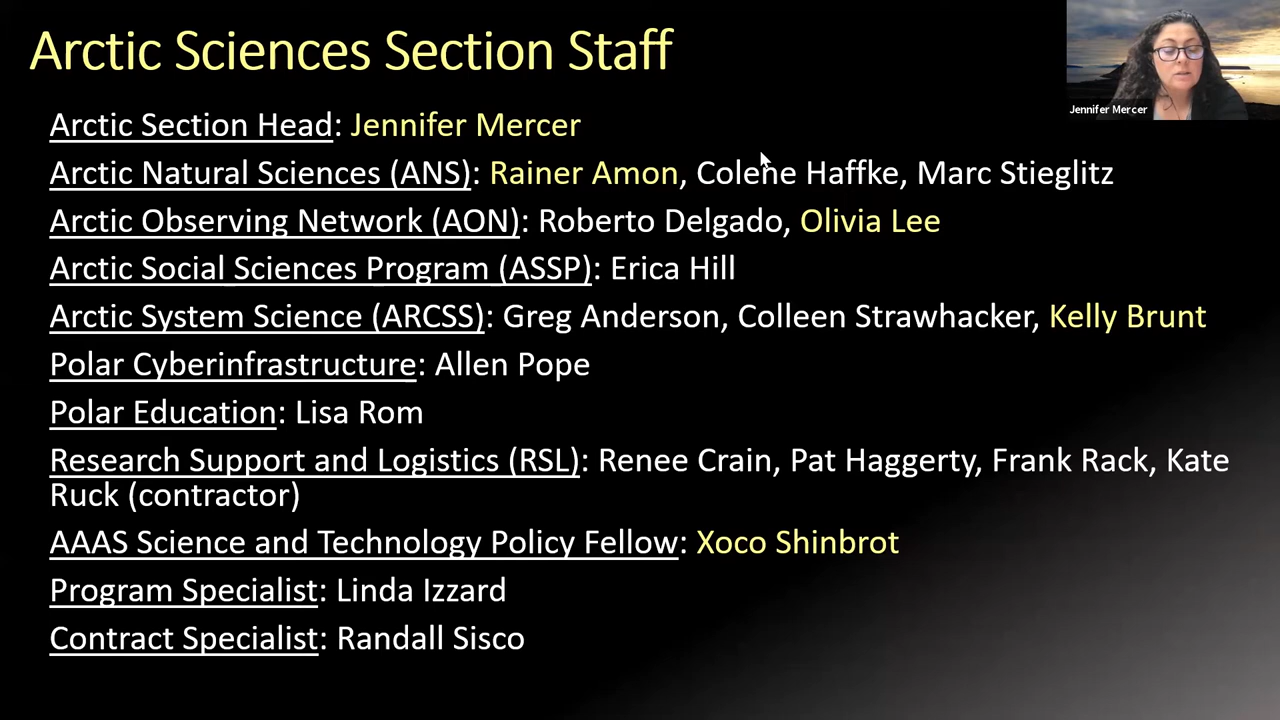 Arctic Sciences Section Staff
Jennifer Mercer
Arctic Section Head: Jennifer Mercer
Arctic Natural Sciences (ANS): Rainer Amon, Colene Haffke, Marc Stieglitz
Arctic Observing Network (AON): Roberto Delgado, Olivia Lee
Arctic Social Sciences Program (ASSP): Erica Hill
Arctic System Science (ARCSS): Greg Anderson, Colleen Strawhacker, Kelly Brunt
Polar Cyberinfrastructure: Allen Pope
Polar Education: Lisa Rom
Research Support and Logistics (RSL): Renee Crain, Pat Haggerty, Frank Rack, Kate
Ruck (contractor)
AAAS Science and Technology Policy Fellow: Xoco Shinbrot
Program Specialist: Linda Izzard
Contract Specialist: Randall Sisco